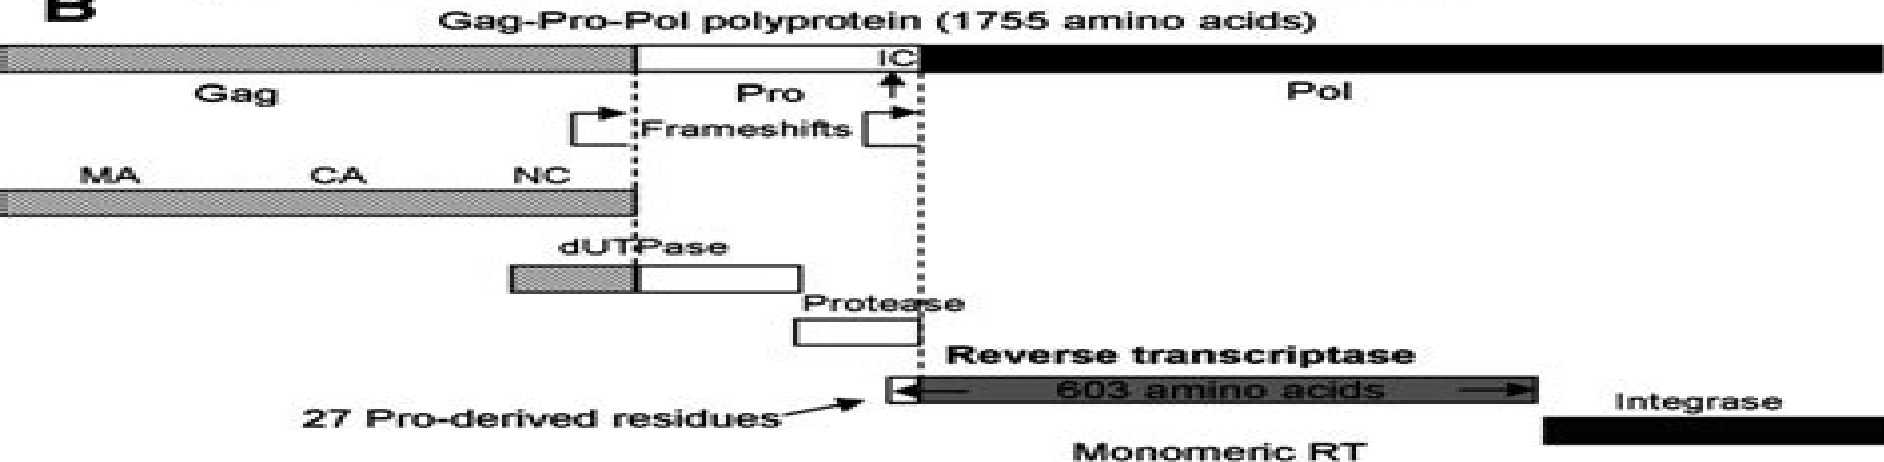 B
Gag-Pro-Pol polyprotein (1755 amino acids)
IC
Gag Pro Pol
Frameshifts
MA CA NC
dUTPase
Protease
Reverse transcriptase
603 amino acids
27 Pro-derived residues
Integrase
Monomeric RT